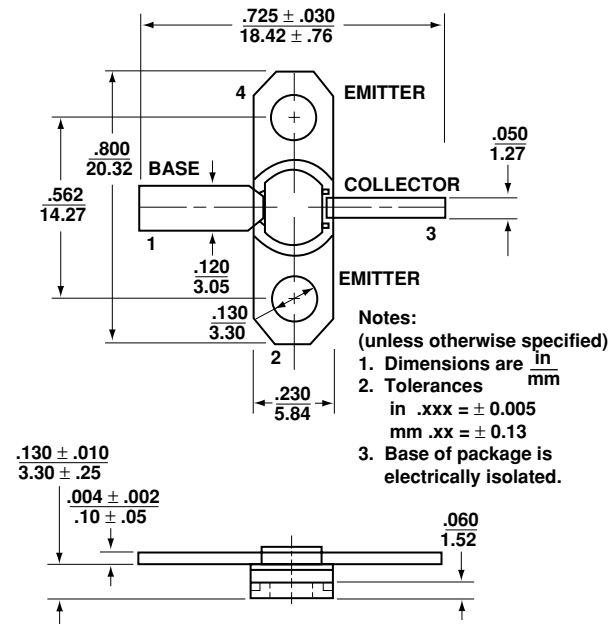 .725 ± .030
18.42 ± .76
4
EMITTER
.800
20.32
.562
14.27
BASE
.050
1.27
COLLECTOR
1
3
.120
3.05
EMITTER
.130
3.30
2
.230
5.84
Notes:
(unless otherwise specified)
1. Dimensions are in
mm
2. Tolerances
in .xxx = ± 0.005
mm .xx = ± 0.13
3. Base of package is
electrically isolated.
.130 ± .010
3.30 ± .25
.004 ± .002
.10 ± .05
.060
1.52